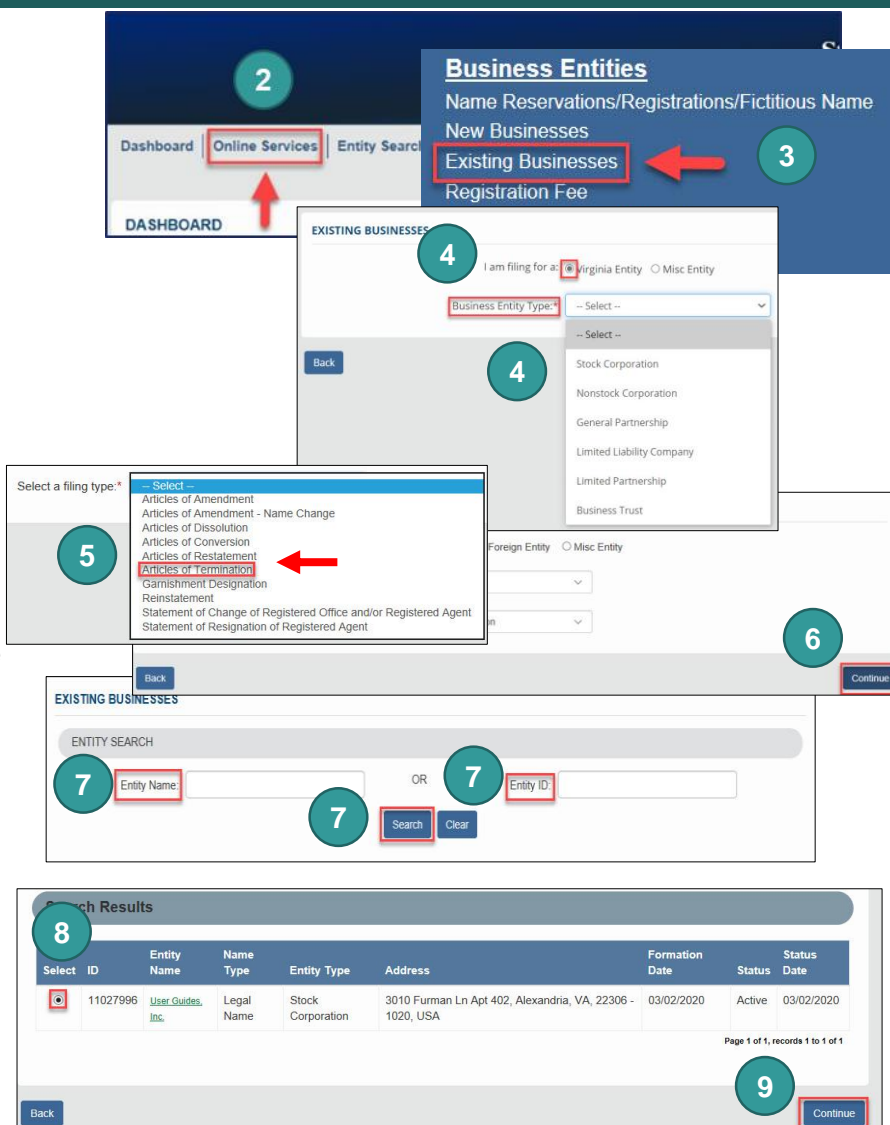 2
Dashboard | Online Services | Entity Search
DASHBOARD
Business Entities
Name Reservations/Registrations/Fictitious Name
New Businesses
Existing Businesses
Registration Fee
3
EXISTING BUSINESSES
4
I am filing for a: Virginia Entity Misc Entity
Business Entity Type:* -- Select --
-- Select --
Back
4
Stock Corporation
Nonstock Corporation
General Partnership
Limited Liability Company
Limited Partnership
Business Trust
Select a filing type:*
-- Select --
Articles of Amendment
Articles of Amendment - Name Change
Articles of Dissolution
Articles of Conversion
Articles of Restatement
Articles of Termination
Garnishment Designation
Reinstatement
Statement of Change of Registered Office and/or Registered Agent
Statement of Resignation of Registered Agent
5
Foreign Entity Misc Entity
6
Back
Continue
EXISTING BUSINESSES
ENTITY SEARCH
7 Entity Name: OR 7 Entity ID:
7 Search Clear
Search Results
8
Select ID Entity Name Name Type Entity Type Address Formation Date Status Status Date
11027996 User Guides, Inc. Legal Name Stock Corporation 3010 Furman Ln Apt 402, Alexandria, VA, 22306 - 1020, USA 03/02/2020 Active 03/02/2020
Page 1 of 1, records 1 to 1 of 1
9
Back
Continue